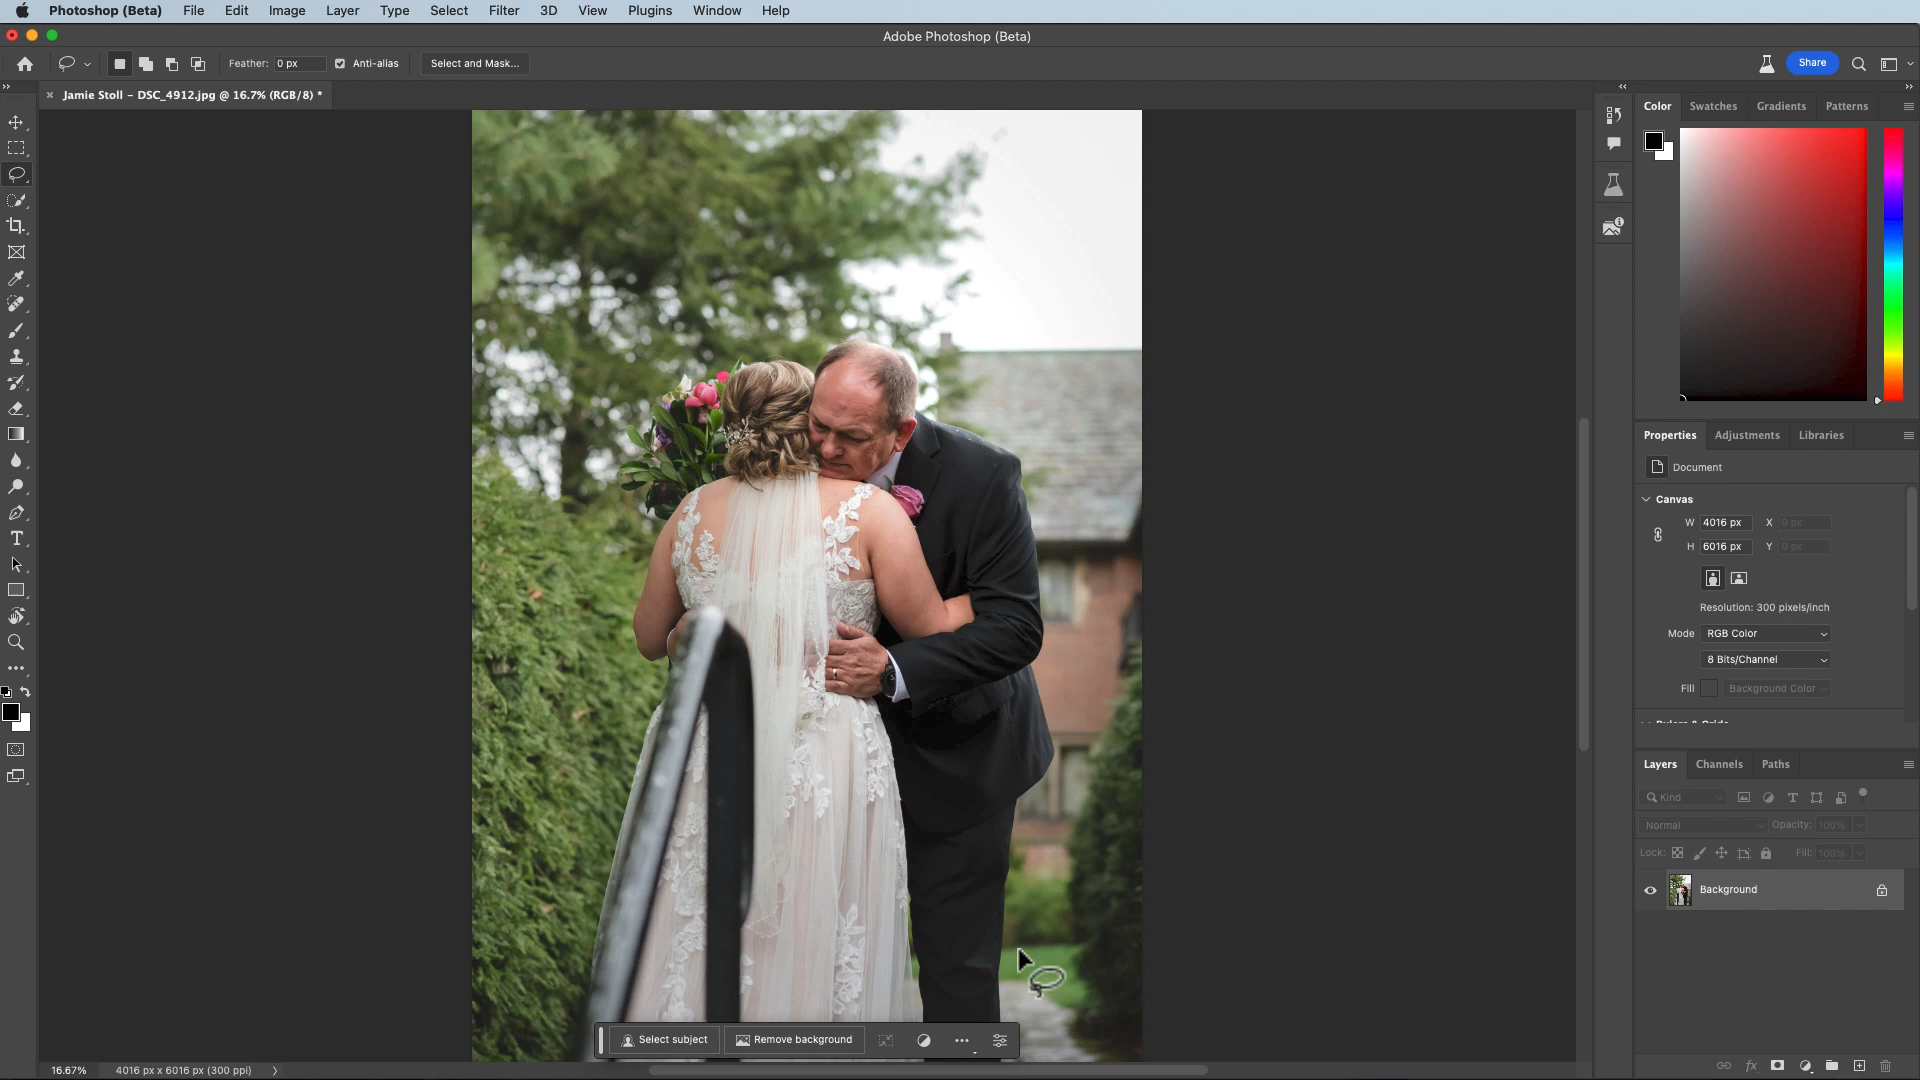 Photoshop (Beta) File Edit Image Layer Type Select Filter 3D View Plugins Window Help
Adobe Photoshop (Beta)
Feather: 0 px Anti-alias Select and Mask... Share
Jamie Stoll - DSC_4912.jpg @ 16.7% (RGB/8) *
Color Swatches Gradients Patterns
Properties Adjustments Libraries
Document
Canvas
W 4016 px X 0 px
H 6016 px Y 0 px
Resolution: 300 pixels/inch
Mode RGB Color
8 Bits/Channel
Fill Background Color
Rulers & Grids
Layers Channels Paths
Kind
Normal Opacity: 100%
Lock: Fill: 100%
Background
Select subject Remove background
16.67% 4016 px x 6016 px (300 ppi)